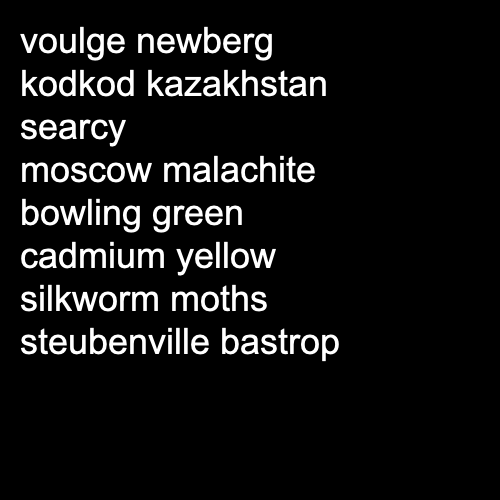 voulge newberg
kodkod kazakhstan
searcy
moscow malachite
bowling green
cadmium yellow
silkworm moths
steubenville bastrop